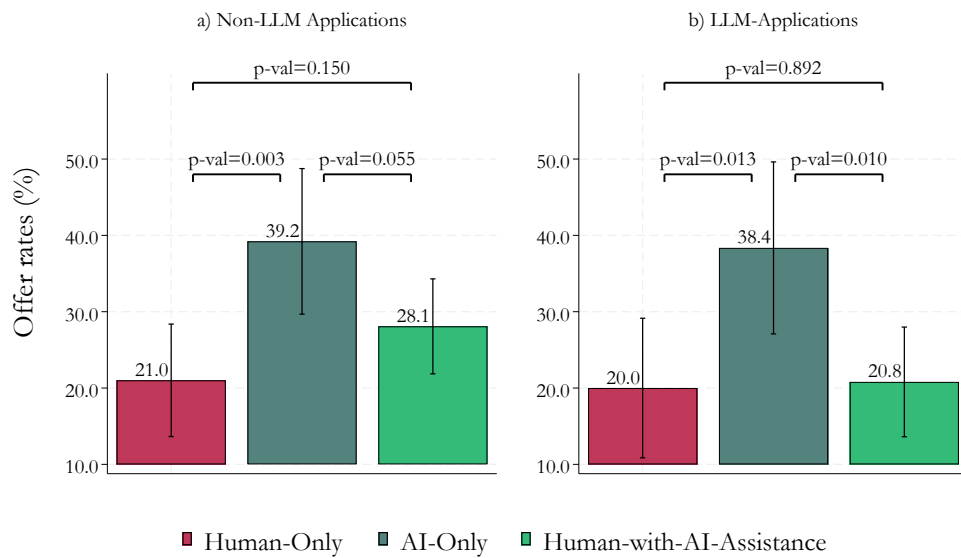 a) Non-LLM Applications
b) LLM-Applications
p-val=0.150
p-val=0.003
p-val=0.055
p-val=0.892
p-val=0.013
p-val=0.010
Offer rates (%)
50.0
40.0
30.0
20.0
10.0
21.0
39.2
28.1
50.0
40.0
30.0
20.0
10.0
20.0
38.4
20.8
Human-Only
AI-Only
Human-with-AI-Assistance